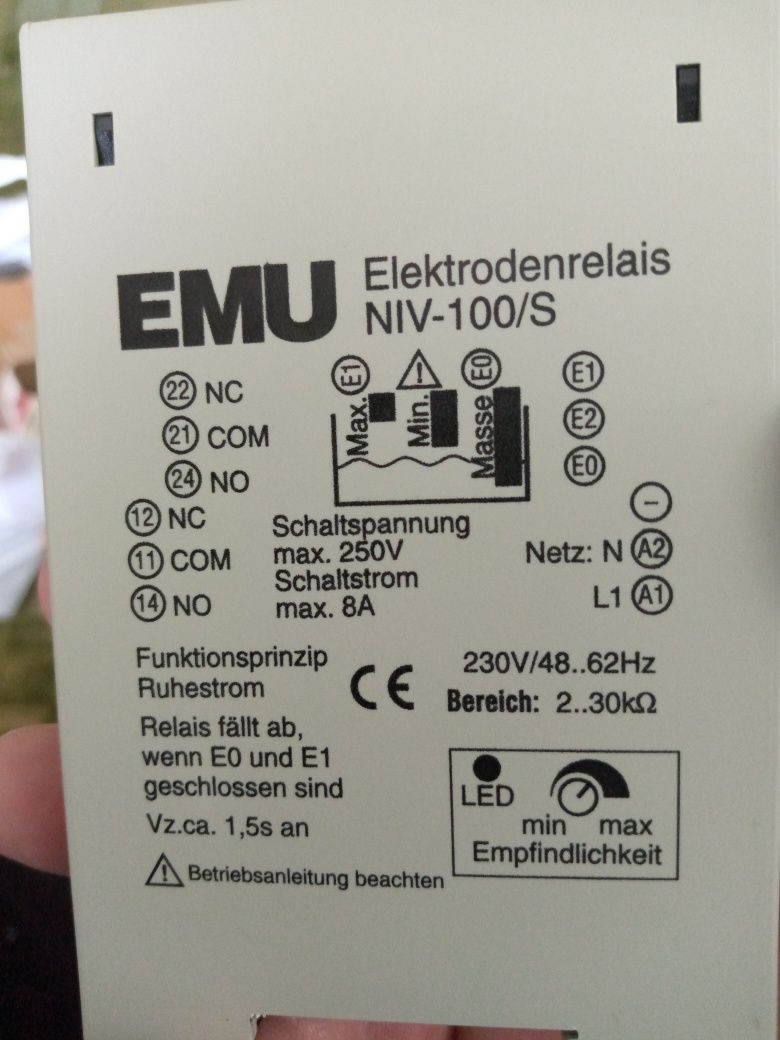 EMU Elektrodenrelais
NIV-100/S
22 NC
21 COM
24 NO
12 NC
11 COM
14 NO
E1 ! E0
Max. Min. Masse
E1
E2
E0
Schaltspannung
max. 250V
Schaltstrom
max. 8A
Netz: N A2
L1 A1
Funktionsprinzip
Ruhestrom
CE
230V/48..62Hz
Bereich: 2..30kΩ
Relais fällt ab,
wenn E0 und E1
geschlossen sind
Vz.ca. 1,5s an
! Betriebsanleitung beachten
LED
min max
Empfindlichkeit